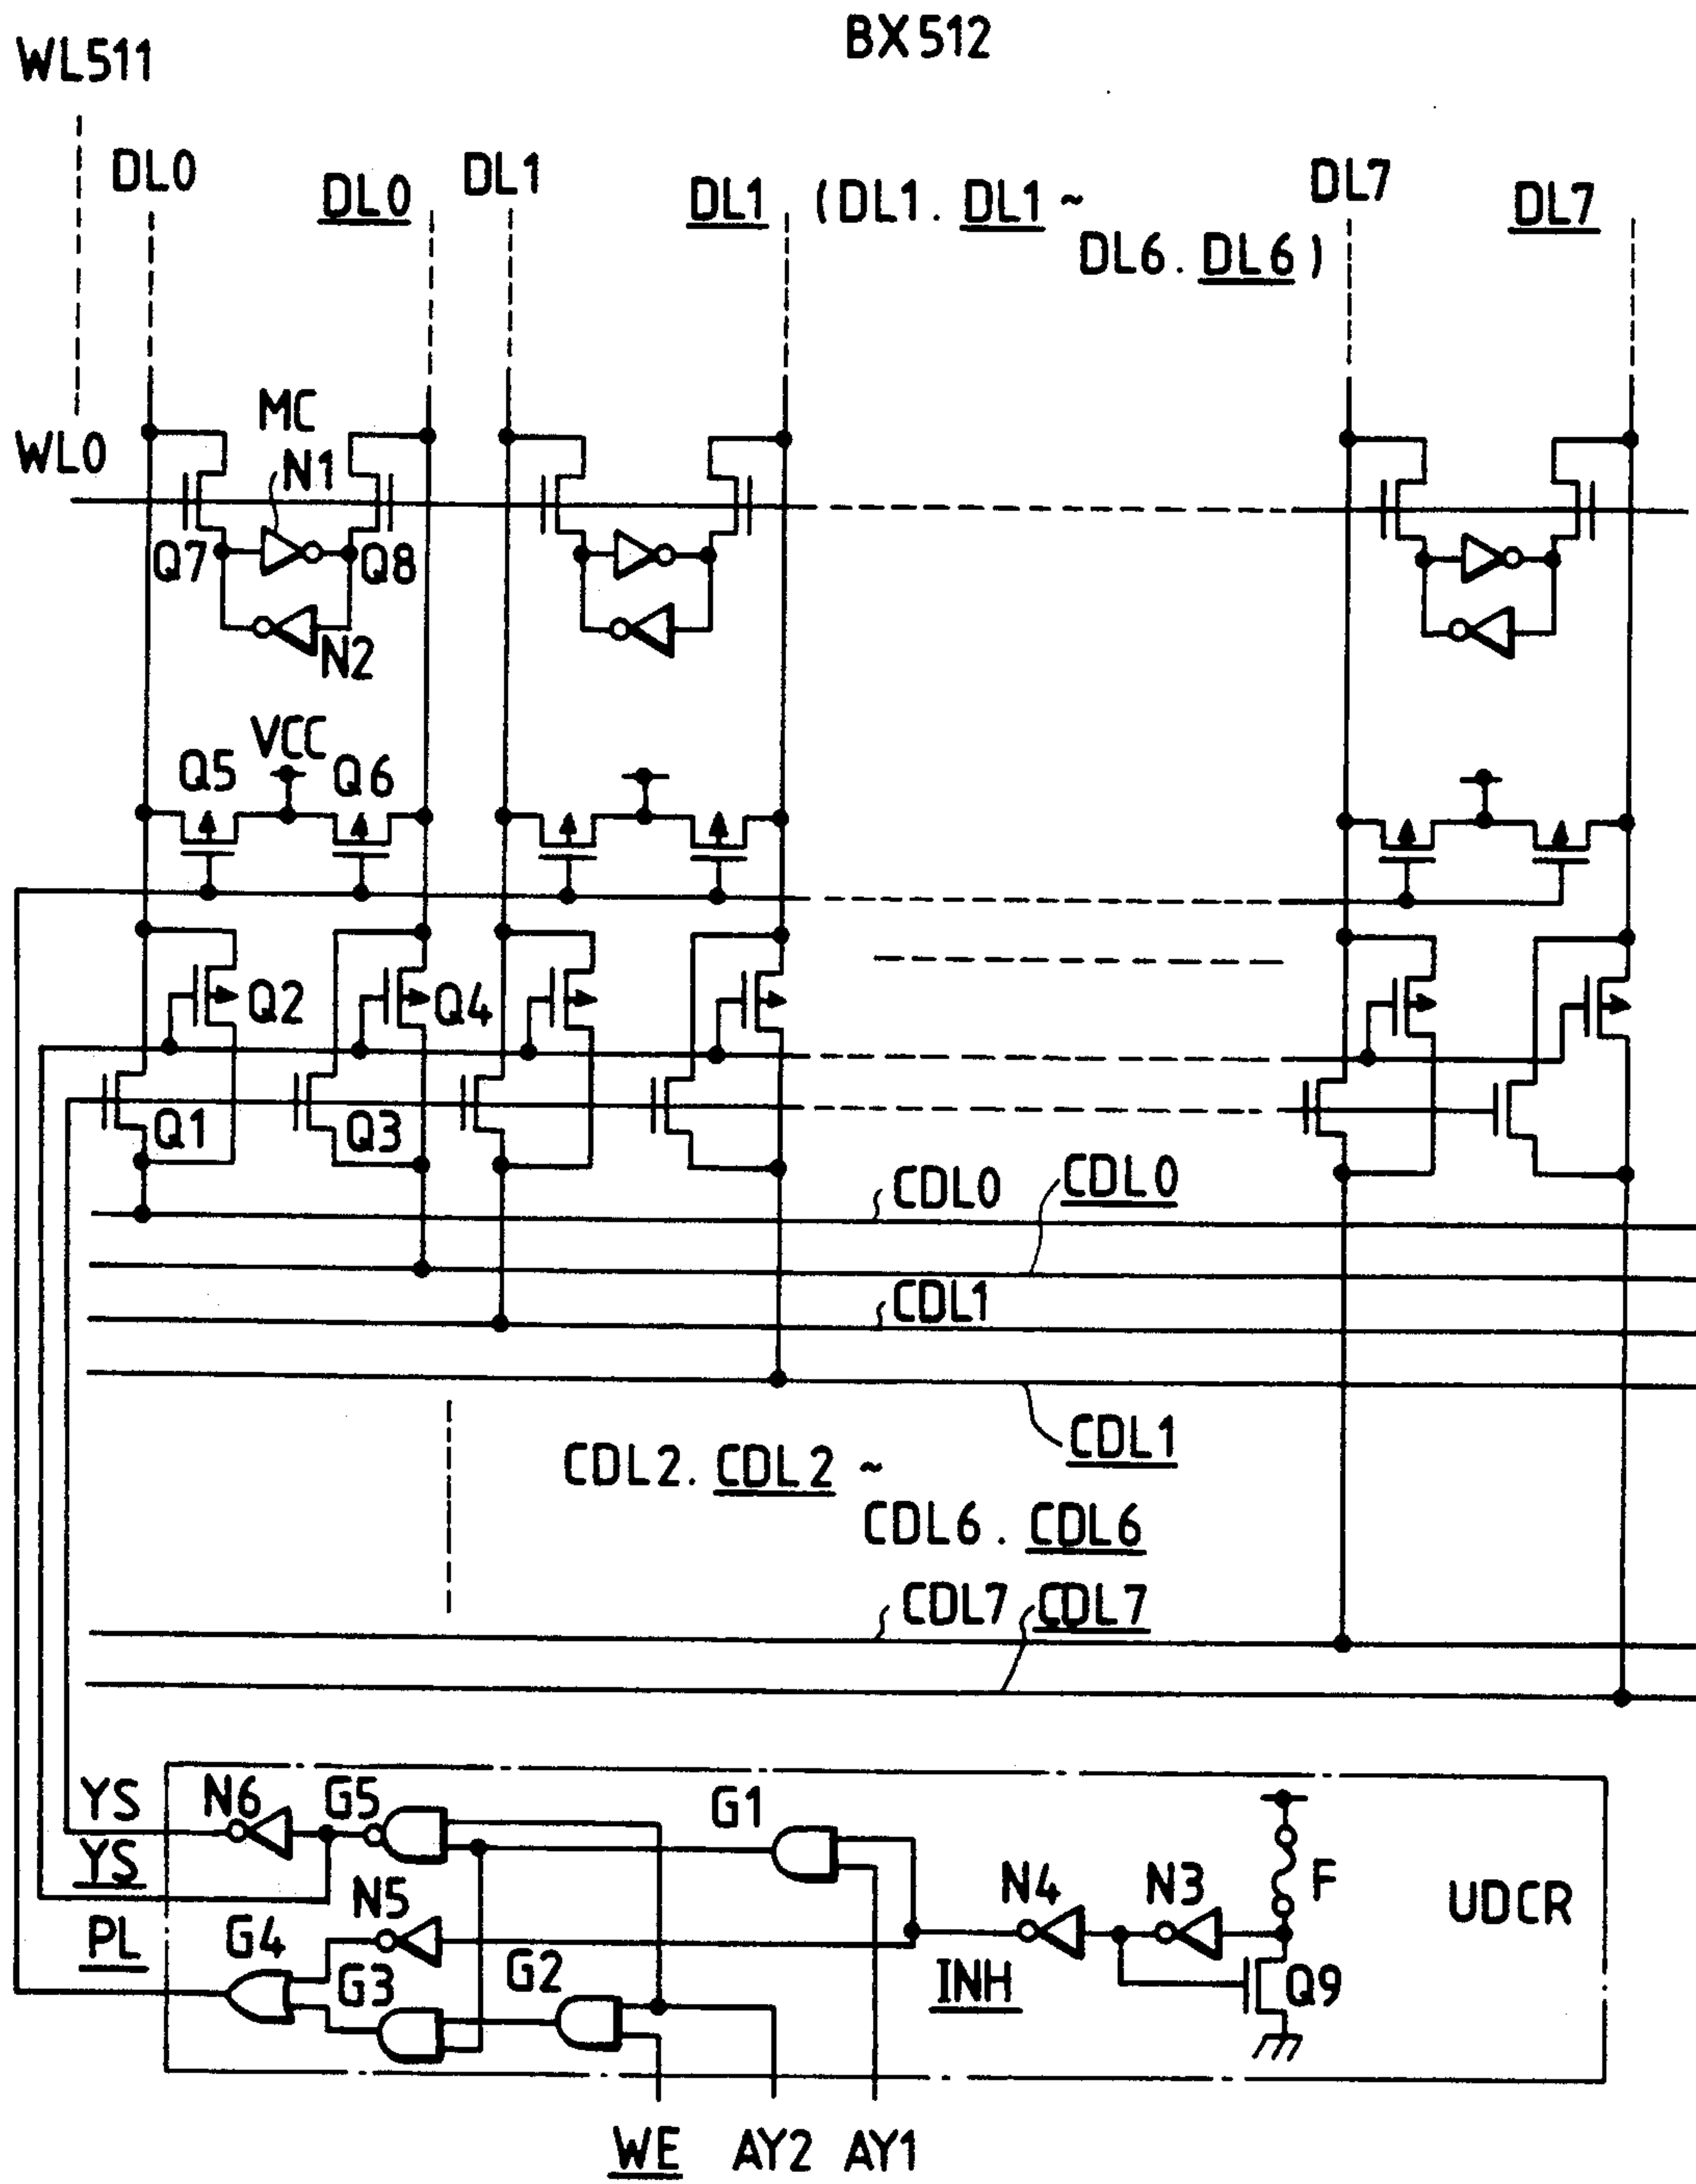 BX512
WL511
DL0 DL0 DL1 DL1 (DL1. DL1 ~ DL7 DL7
DL6. DL6)
MC
WL0 N1
Q7 Q8
N2
VCC
Q5 Q6
Q2 Q4
Q1 Q3
CDL0 CDL0
CDL1
CDL1
CDL2. CDL2 ~
CDL6. CDL6
CDL7 CDL7
YS N6 G5 G1
YS N5 N4 N3 F UDCR
PL G4 G3 G2 INH Q9
WE AY2 AY1